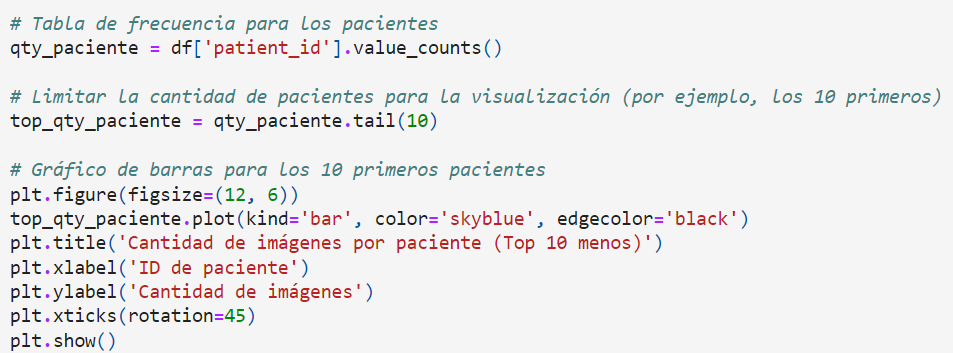 # Tabla de frecuencia para los pacientes
qty_paciente = df['patient_id'].value_counts()
# Limitar la cantidad de pacientes para la visualización (por ejemplo, los 10 primeros)
top_qty_paciente = qty_paciente.tail(10)
# Gráfico de barras para los 10 primeros pacientes
plt.figure(figsize=(12, 6))
top_qty_paciente.plot(kind='bar', color='skyblue', edgecolor='black')
plt.title('Cantidad de imágenes por paciente (Top 10 menos)')
plt.xlabel('ID de paciente')
plt.ylabel('Cantidad de imágenes')
plt.xticks(rotation=45)
plt.show()